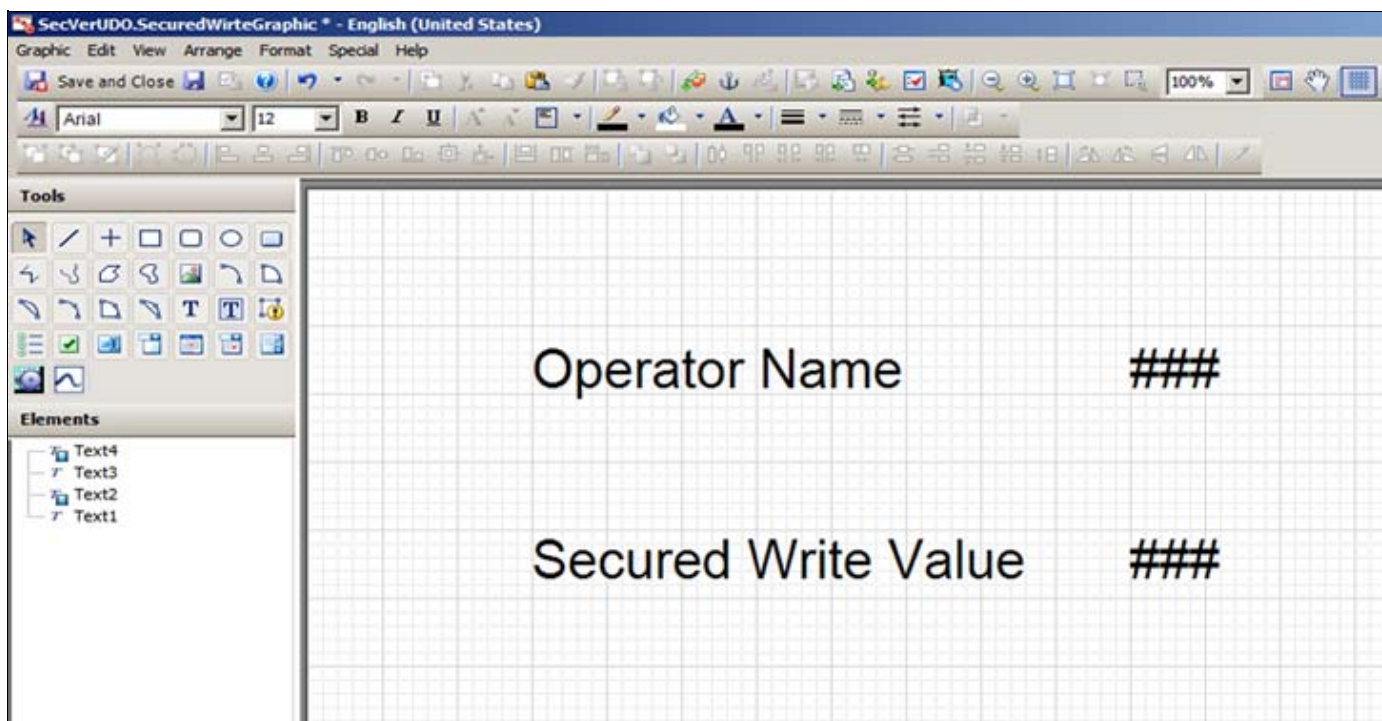 SecVerUDO.SecuredWirteGraphic * - English (United States)
Graphic Edit View Arrange Format Special Help
Save and Close 100%
Arial 12 B I U A
Tools
T T
Elements
Text4
Text3
Text2
Text1
Operator Name ###
Secured Write Value ###